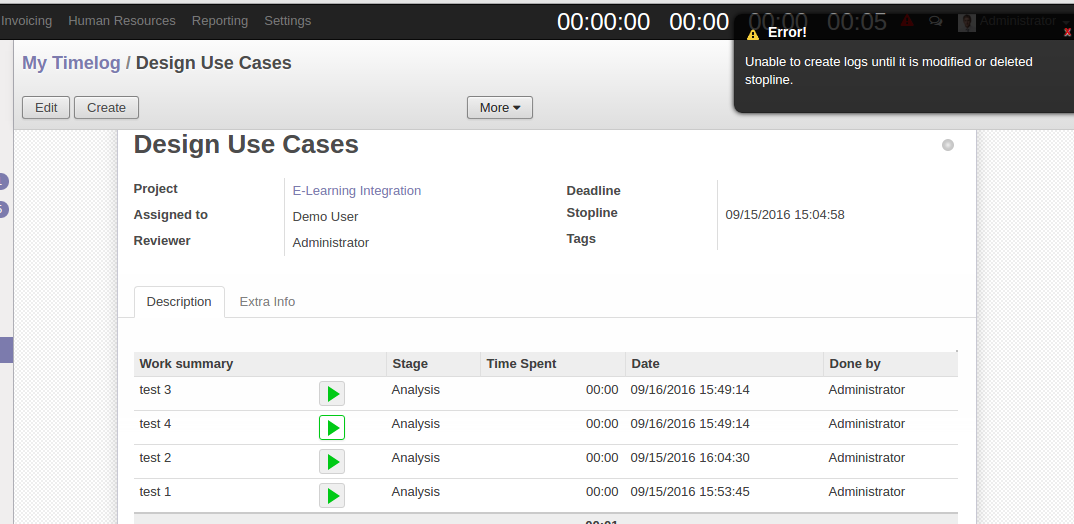 Invoicing Human Resources Reporting Settings 00:00:00 00:00 00:00 00:05 Administrator
Error! x
Unable to create logs until it is modified or deleted
stopline.
My Timelog / Design Use Cases
Edit Create More
Design Use Cases
Project E-Learning Integration
Assigned to Demo User
Reviewer Administrator
Deadline
Stopline 09/15/2016 15:04:58
Tags
Description Extra Info
Work summary Stage Time Spent Date Done by
test 3 Analysis 00:00 09/16/2016 15:49:14 Administrator
test 4 Analysis 00:00 09/16/2016 15:49:14 Administrator
test 2 Analysis 00:00 09/15/2016 16:04:30 Administrator
test 1 Analysis 00:00 09/15/2016 15:53:45 Administrator
00:01